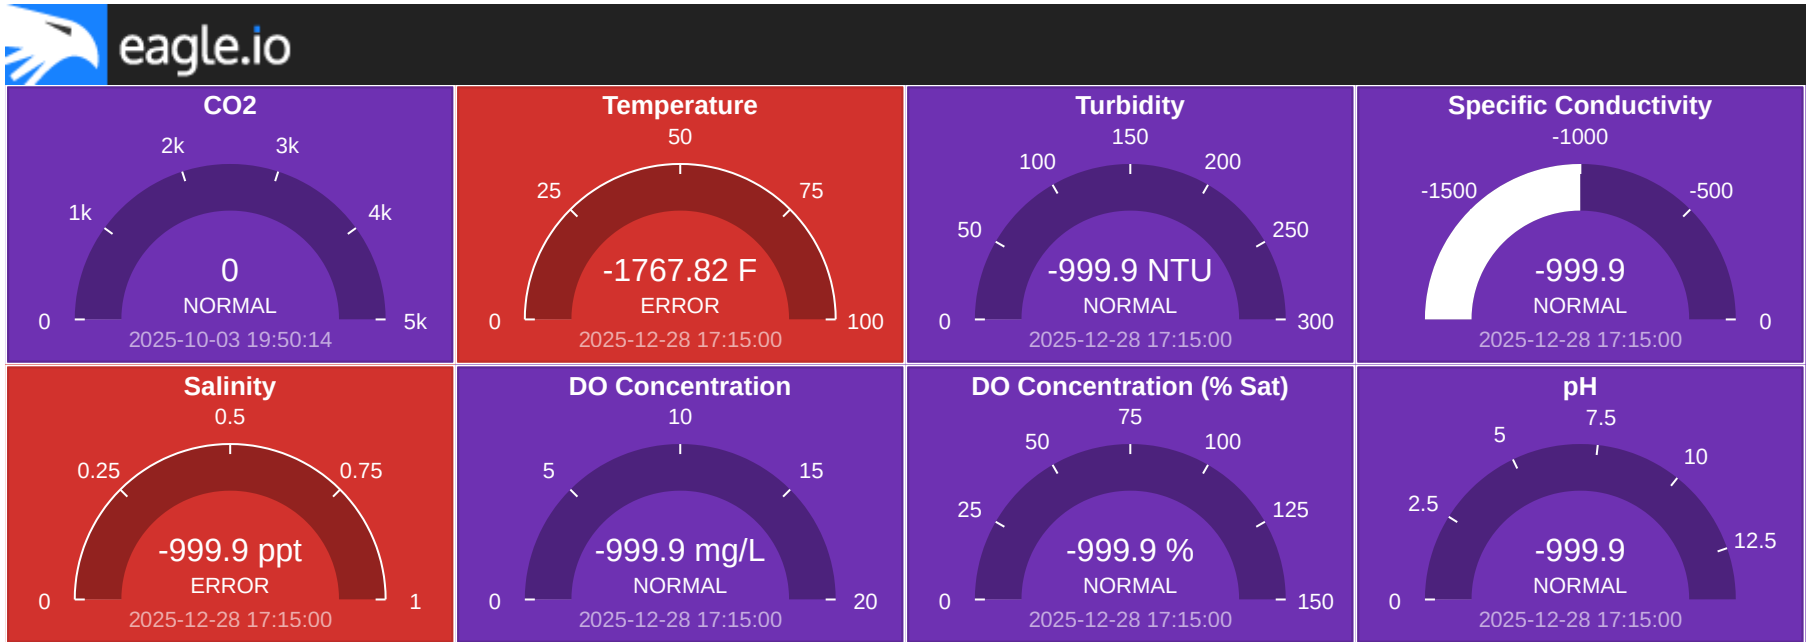 eagle.io
CO2
2k
3k
1k
4k
0
NORMAL
0
5k
2025-10-03 19:50:14
Temperature
50
25
75
-1767.82 F
ERROR
0
100
2025-12-28 17:15:00
Turbidity
150
100
200
50
250
-999.9 NTU
NORMAL
0
300
2025-12-28 17:15:00
Specific Conductivity
-1000
-1500
-500
-999.9
NORMAL
0
2025-12-28 17:15:00
Salinity
0.5
0.25
0.75
-999.9 ppt
ERROR
0
1
2025-12-28 17:15:00
DO Concentration
10
5
15
-999.9 mg/L
NORMAL
0
20
2025-12-28 17:15:00
DO Concentration (% Sat)
75
50
100
25
125
-999.9 %
NORMAL
0
150
2025-12-28 17:15:00
pH
7.5
5
10
2.5
12.5
-999.9
NORMAL
0
2025-12-28 17:15:00